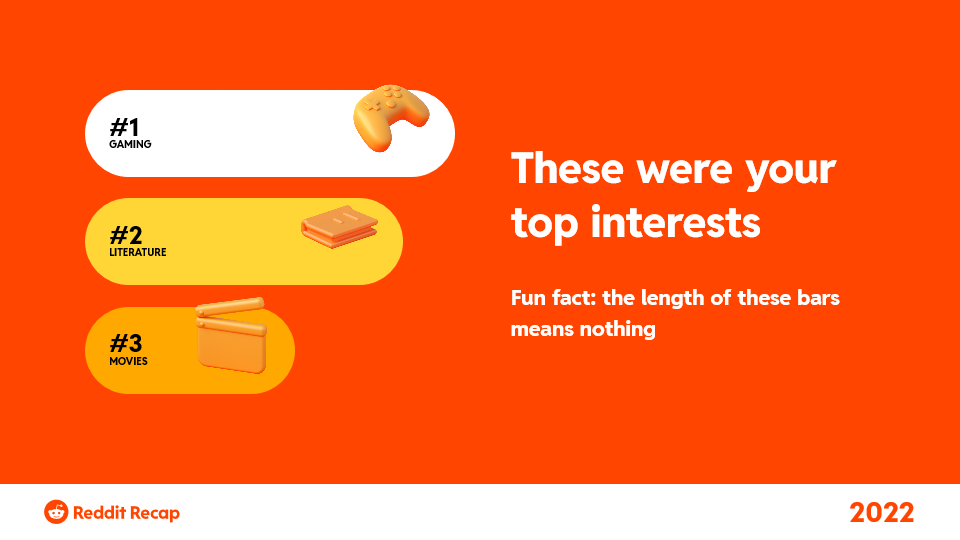 #1
GAMING
#2
LITERATURE
#3
MOVIES
These were your
top interests
Fun fact: the length of these bars
means nothing
Reddit Recap
2022